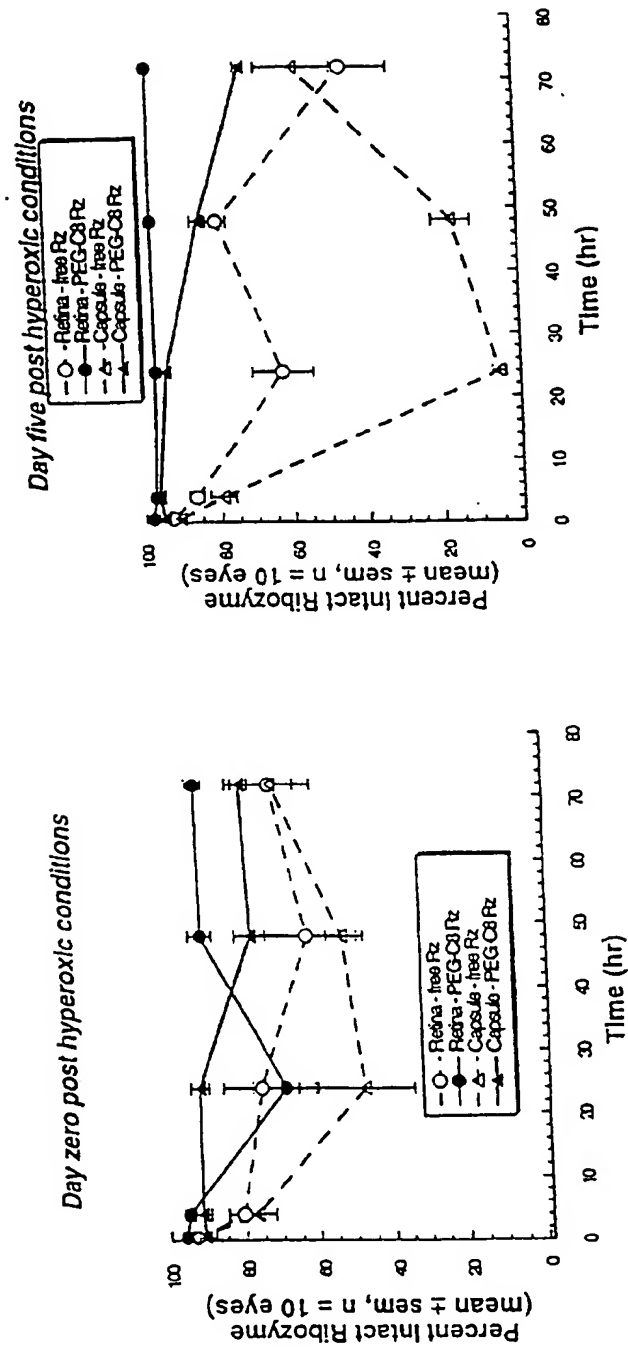 Day zero post hyperoxic conditions
Percent Intact Ribozyme
(mean ± sem, n = 10 eyes)
100
80
60
40
20
0
0
10
20
30
40
50
60
70
80
Time (hr)
Retina - free Rz
Retina - PEG-C8 Rz
Capsule - free Rz
Capsule - PEG-C8 Rz
Day five post hyperoxic conditions
Percent Intact Ribozyme
(mean ± sem, n = 10 eyes)
100
80
60
40
20
0
0
10
20
30
40
50
60
70
80
Time (hr)
Retina - free Rz
Retina - PEG-C8 Rz
Capsule - free Rz
Capsule - PEG-C8 Rz